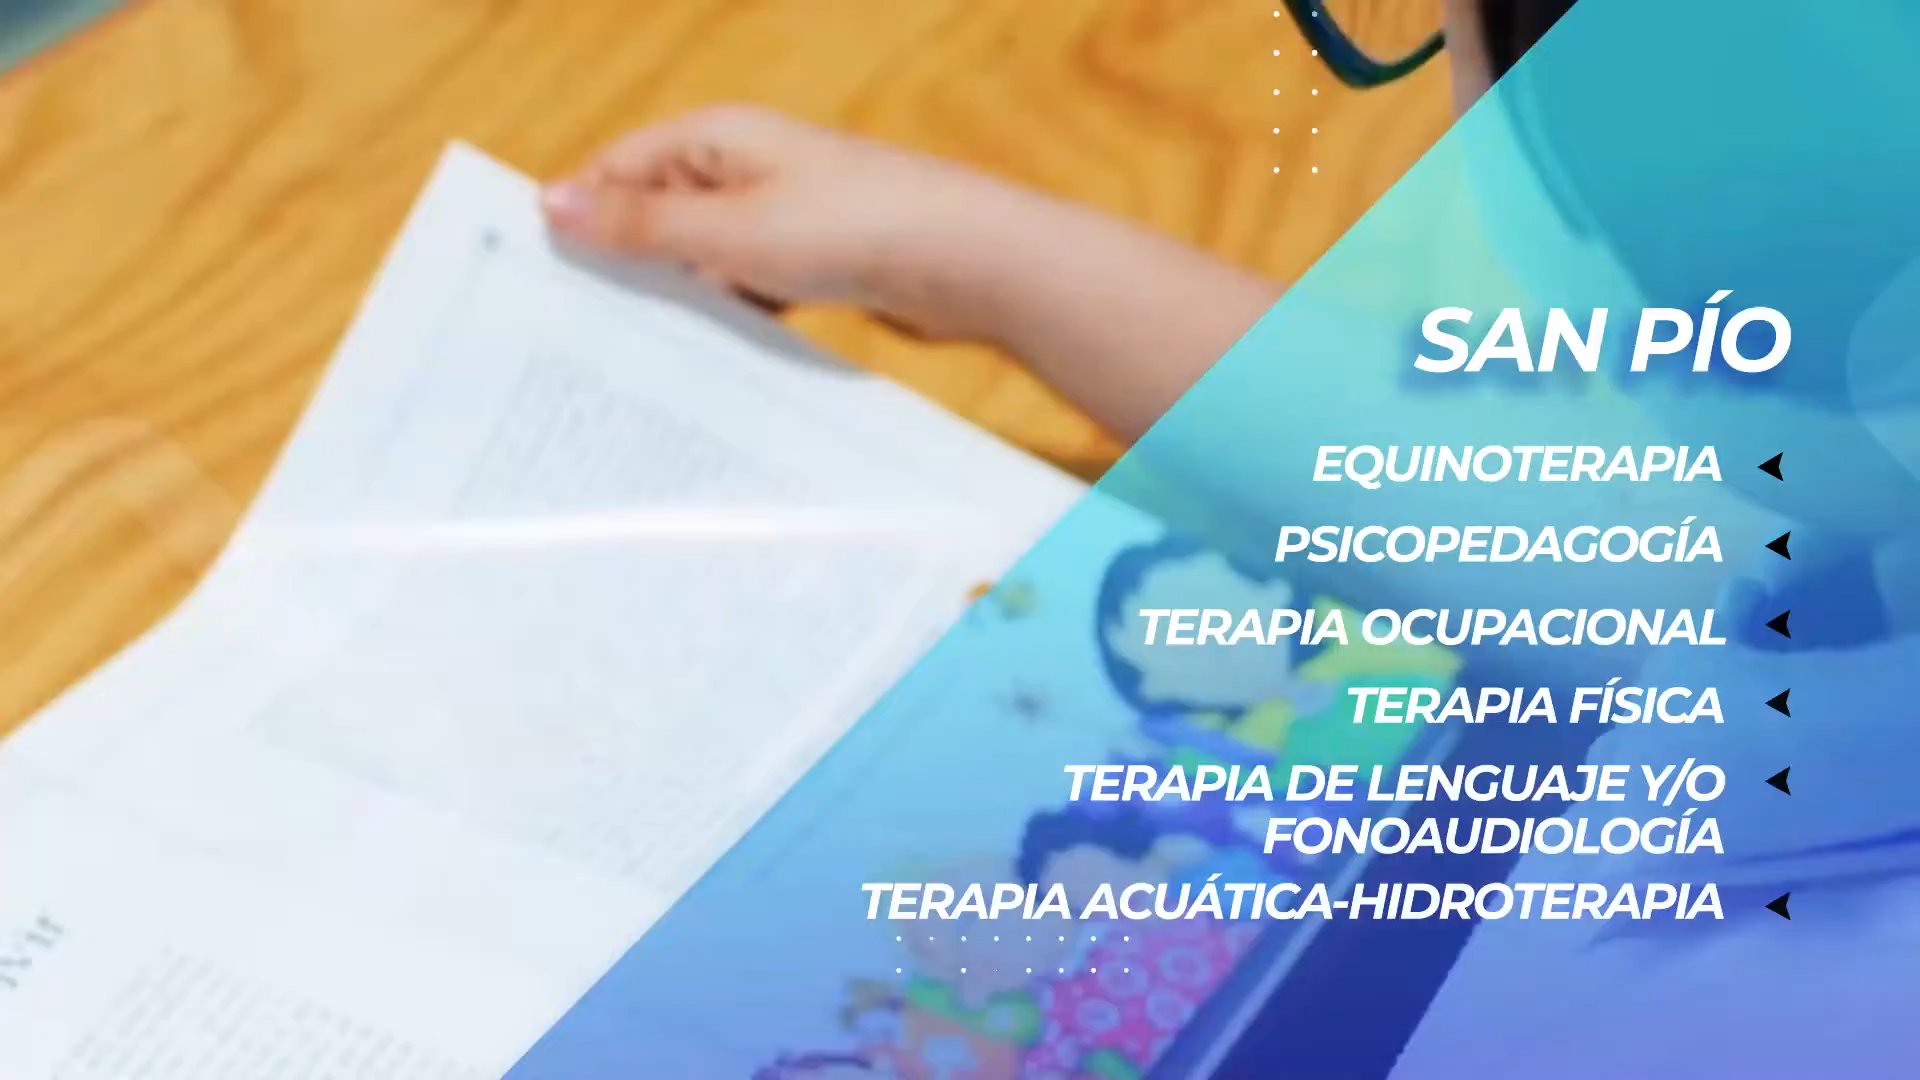 SAN PÍO
EQUINOTERAPIA
PSICOPEDAGOGÍA
TERAPIA OCUPACIONAL
TERAPIA FÍSICA
TERAPIA DE LENGUAJE Y/O
FONOAUDIOLOGÍA
TERAPIA ACUÁTICA-HIDROTERAPIA